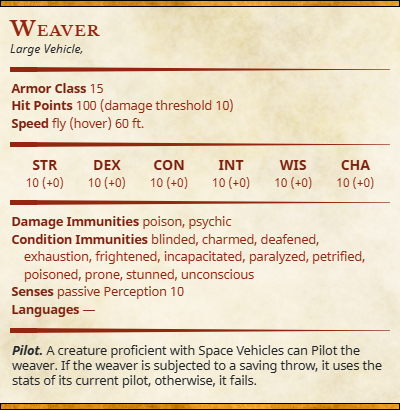 Weaver
Large Vehicle,
Armor Class 15
Hit Points 100 (damage threshold 10)
Speed fly (hover) 60 ft.
STR DEX CON INT WIS CHA
10 (+0) 10 (+0) 10 (+0) 10 (+0) 10 (+0) 10 (+0)
Damage Immunities poison, psychic
Condition Immunities blinded, charmed, deafened,
exhaustion, frightened, incapacitated, paralyzed, petrified,
poisoned, prone, stunned, unconscious
Senses passive Perception 10
Languages —
Pilot. A creature proficient with Space Vehicles can Pilot the
weaver. If the weaver is subjected to a saving throw, it uses the
stats of its current pilot, otherwise, it fails.